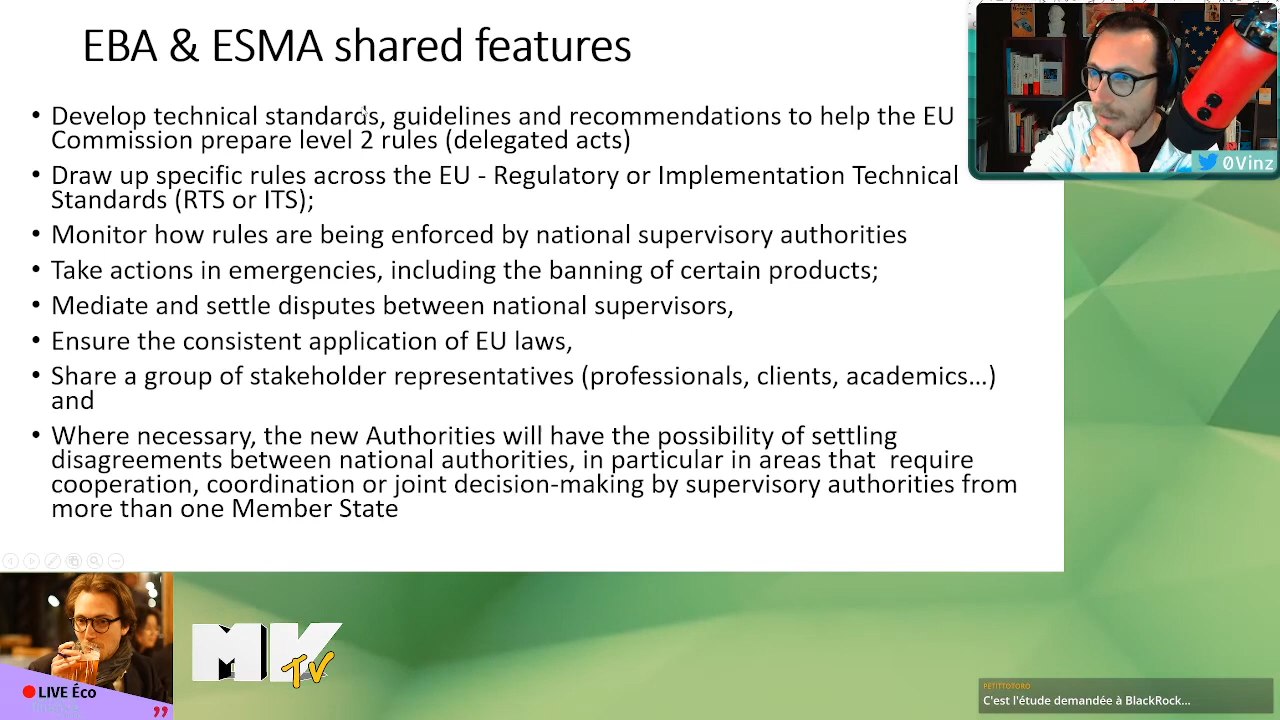 EBA & ESMA shared features
• Develop technical standards, guidelines and recommendations to help the EU
Commission prepare level 2 rules (delegated acts)
• Draw up specific rules across the EU - Regulatory or Implementation Technical
Standards (RTS or ITS);
• Monitor how rules are being enforced by national supervisory authorities
• Take actions in emergencies, including the banning of certain products;
• Mediate and settle disputes between national supervisors,
• Ensure the consistent application of EU laws,
• Share a group of stakeholder representatives (professionals, clients, academics...)
and
• Where necessary, the new Authorities will have the possibility of settling
disagreements between national authorities, in particular in areas that  require
cooperation, coordination or joint decision-making by supervisory authorities from
more than one Member State
0Vinz
LIVE Éco
MK
TV
PETITTOTORO
C'est l'étude demandée à BlackRock...